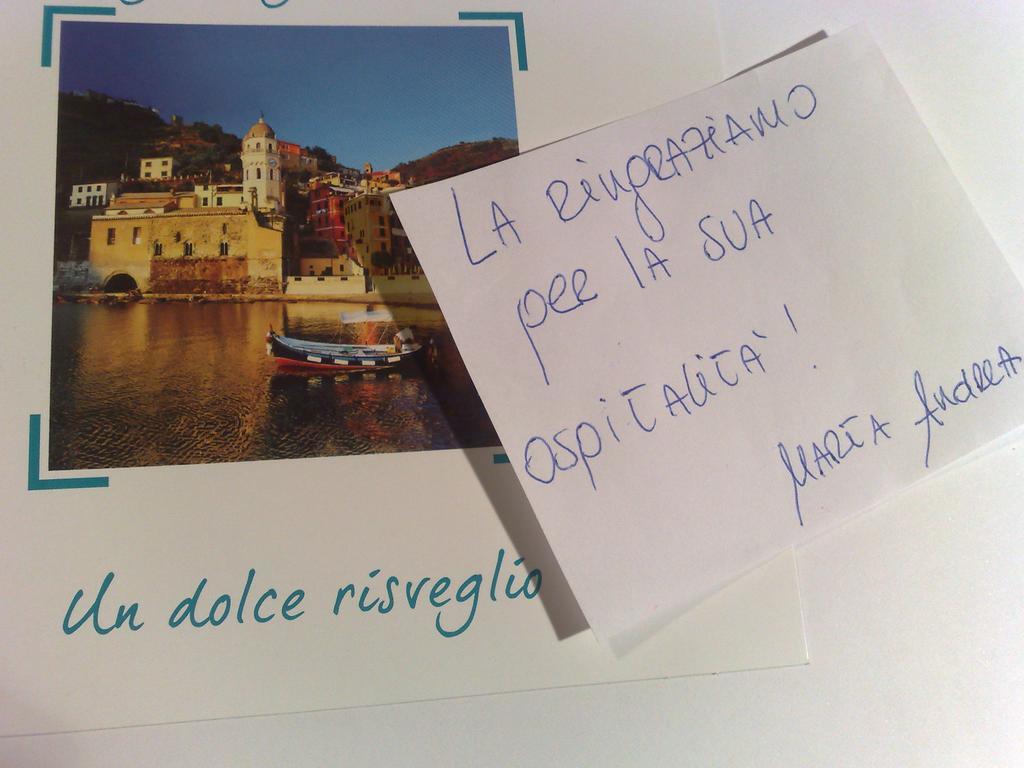 La ringraziamo
per la sua
ospitalità!
Maria Andrea
Un dolce risveglio